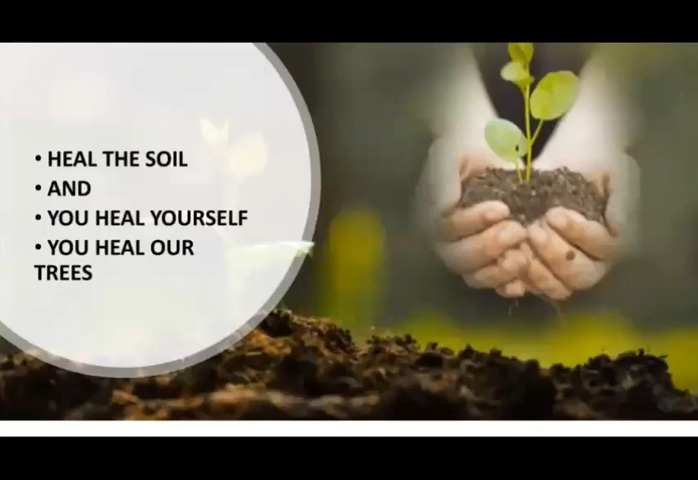 • HEAL THE SOIL
• AND
• YOU HEAL YOURSELF
• YOU HEAL OUR
TREES